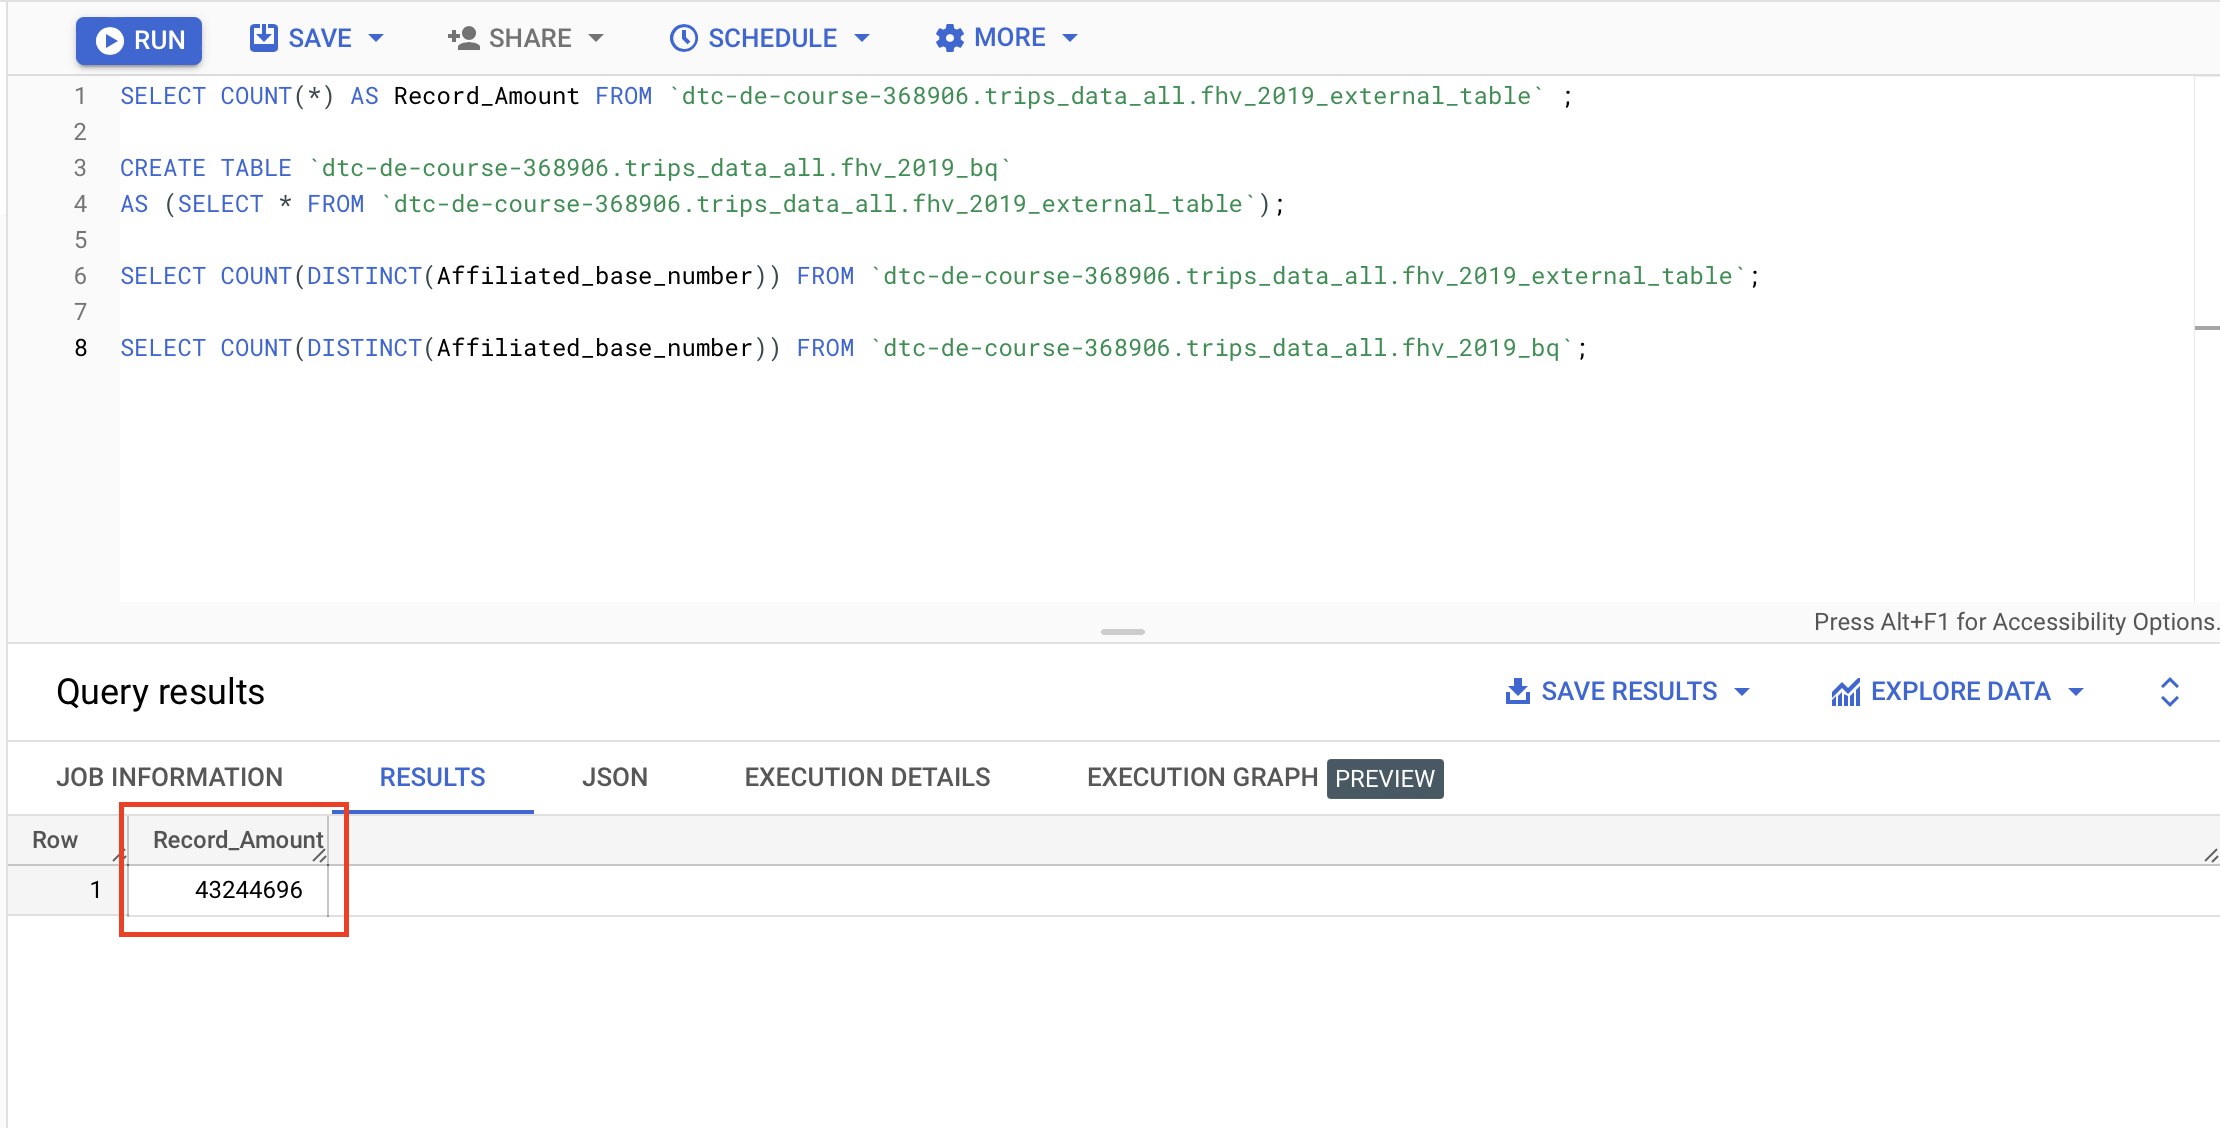 RUN SAVE SHARE SCHEDULE MORE
1 SELECT COUNT(*) AS Record_Amount FROM `dtc-de-course-368906.trips_data_all.fhv_2019_external_table` ;
2
3 CREATE TABLE `dtc-de-course-368906.trips_data_all.fhv_2019_bq`
4 AS (SELECT * FROM `dtc-de-course-368906.trips_data_all.fhv_2019_external_table`);
5
6 SELECT COUNT(DISTINCT(Affiliated_base_number)) FROM `dtc-de-course-368906.trips_data_all.fhv_2019_external_table`;
7
8 SELECT COUNT(DISTINCT(Affiliated_base_number)) FROM `dtc-de-course-368906.trips_data_all.fhv_2019_bq`;
Press Alt+F1 for Accessibility Options.
Query results SAVE RESULTS EXPLORE DATA
JOB INFORMATION RESULTS JSON EXECUTION DETAILS EXECUTION GRAPH PREVIEW
Row Record_Amount
1 43244696